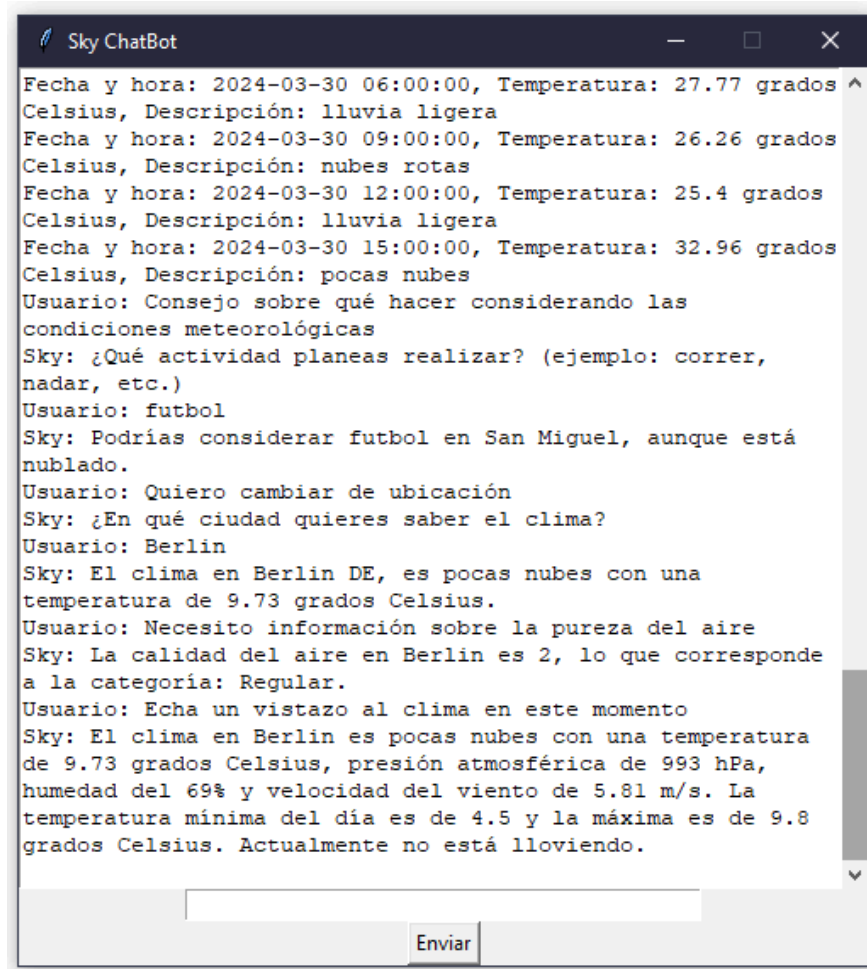 Sky ChatBot
Fecha y hora: 2024-03-30 06:00:00, Temperatura: 27.77 grados
Celsius, Descripción: lluvia ligera
Fecha y hora: 2024-03-30 09:00:00, Temperatura: 26.26 grados
Celsius, Descripción: nubes rotas
Fecha y hora: 2024-03-30 12:00:00, Temperatura: 25.4 grados
Celsius, Descripción: lluvia ligera
Fecha y hora: 2024-03-30 15:00:00, Temperatura: 32.96 grados
Celsius, Descripción: pocas nubes
Usuario: Consejo sobre qué hacer considerando las
condiciones meteorológicas
Sky: ¿Qué actividad planeas realizar? (ejemplo: correr,
nadar, etc.)
Usuario: futbol
Sky: Podrías considerar futbol en San Miguel, aunque está
nublado.
Usuario: Quiero cambiar de ubicación
Sky: ¿En qué ciudad quieres saber el clima?
Usuario: Berlin
Sky: El clima en Berlin DE, es pocas nubes con una
temperatura de 9.73 grados Celsius.
Usuario: Necesito información sobre la pureza del aire
Sky: La calidad del aire en Berlin es 2, lo que corresponde
a la categoría: Regular.
Usuario: Echa un vistazo al clima en este momento
Sky: El clima en Berlin es pocas nubes con una temperatura
de 9.73 grados Celsius, presión atmosférica de 993 hPa,
humedad del 69% y velocidad del viento de 5.81 m/s. La
temperatura mínima del día es de 4.5 y la máxima es de 9.8
grados Celsius. Actualmente no está lloviendo.
Enviar